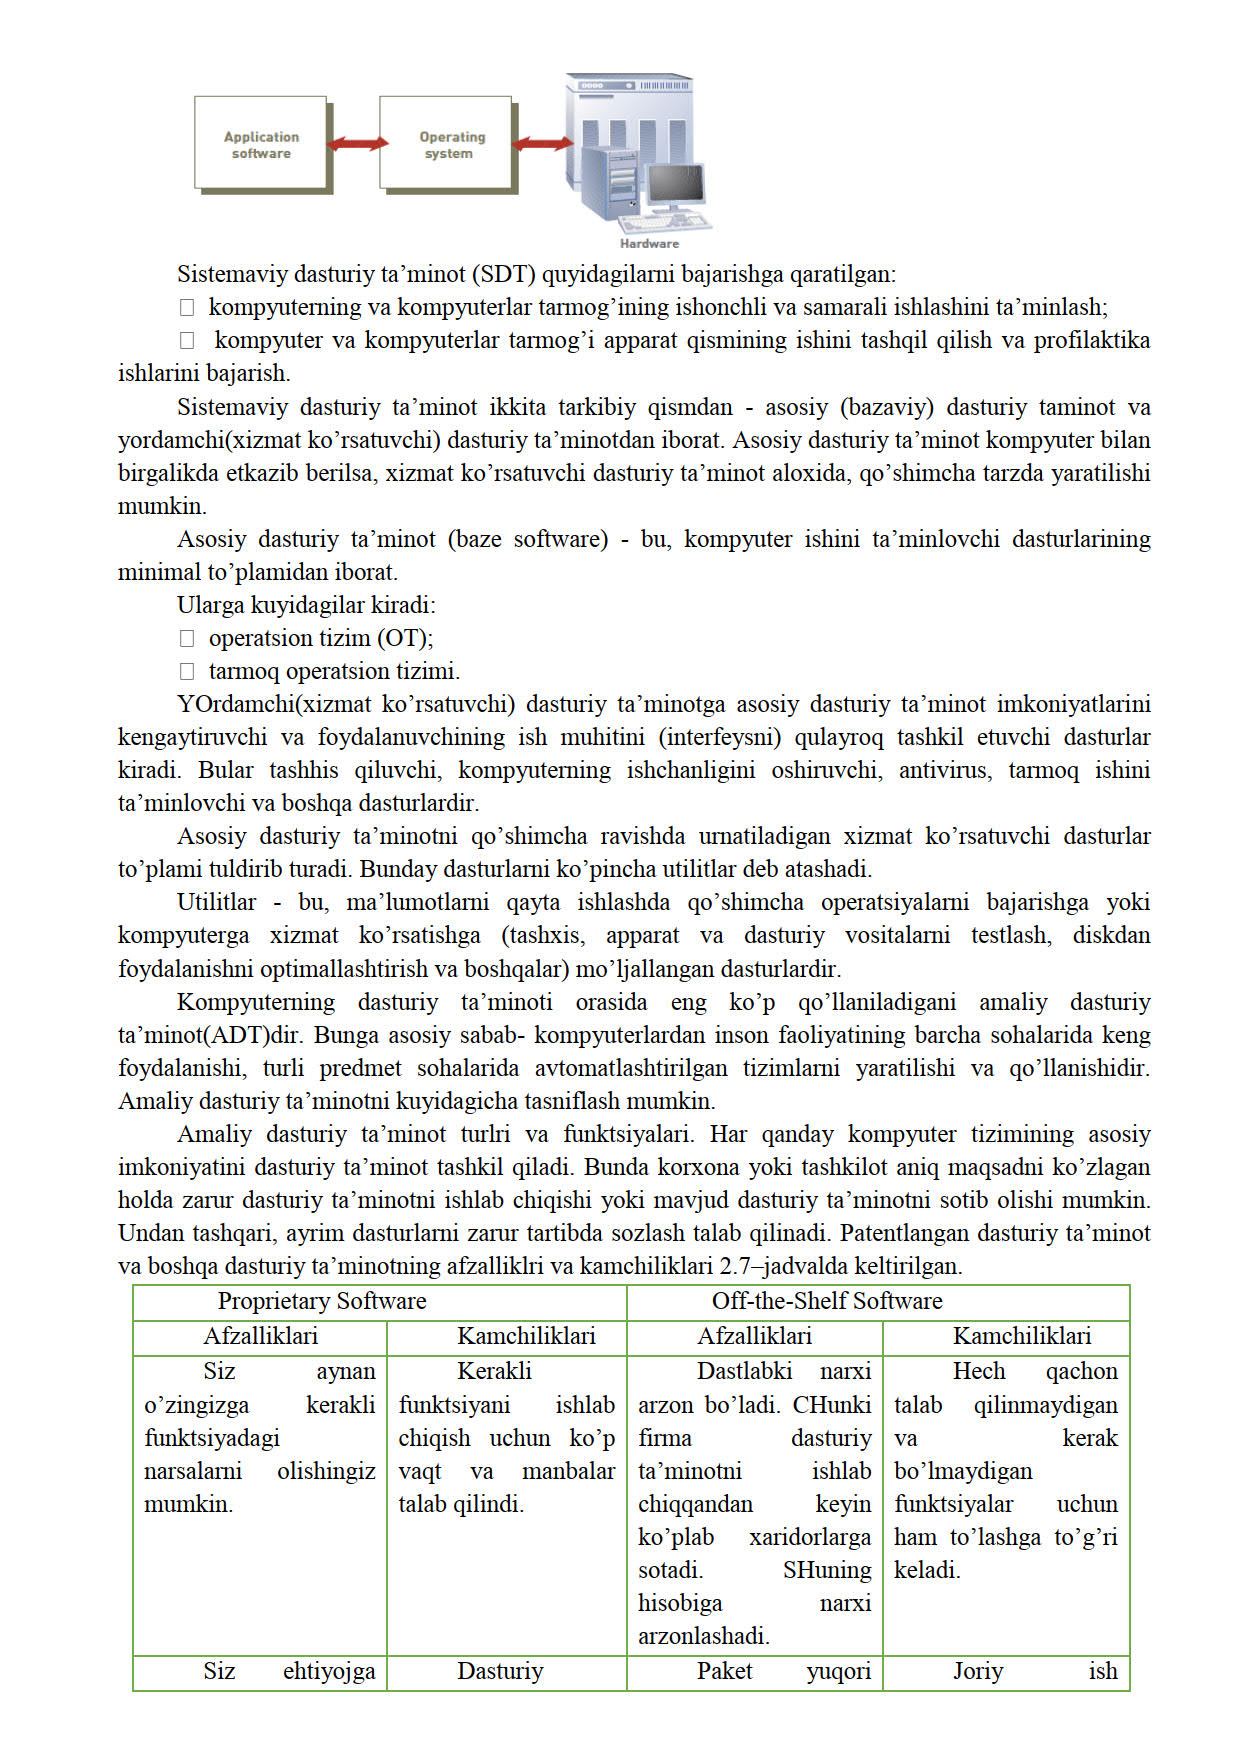 Application
software
Operating
system
Hardware
Sistemaviy dasturiy ta’minot (SDT) quyidagilarni bajarishga qaratilgan:
□ kompyuterning va kompyuterlar tarmog’ining ishonchli va samarali ishlashini ta’minlash;
□ kompyuter va kompyuterlar tarmog’i apparat qismining ishini tashqil qilish va profilaktika
ishlarini bajarish.
Sistemaviy dasturiy ta’minot ikkita tarkibiy qismdan - asosiy (bazaviy) dasturiy taminot va
yordamchi(xizmat ko’rsatuvchi) dasturiy ta’minotdan iborat. Asosiy dasturiy ta’minot kompyuter bilan
birgalikda etkazib berilsa, xizmat ko’rsatuvchi dasturiy ta’minot aloxida, qo’shimcha tarzda yaratilishi
mumkin.
Asosiy dasturiy ta’minot (baze software) - bu, kompyuter ishini ta’minlovchi dasturlarining
minimal to’plamidan iborat.
Ularga kuyidagilar kiradi:
□ operatsion tizim (OT);
□ tarmoq operatsion tizimi.
YOrdamchi(xizmat ko’rsatuvchi) dasturiy ta’minotga asosiy dasturiy ta’minot imkoniyatlarini
kengaytiruvchi va foydalanuvchining ish muhitini (interfeysni) qulayroq tashkil etuvchi dasturlar
kiradi. Bular tashhis qiluvchi, kompyuterning ishchanligini oshiruvchi, antivirus, tarmoq ishini
ta’minlovchi va boshqa dasturlardir.
Asosiy dasturiy ta’minotni qo’shimcha ravishda urnatiladigan xizmat ko’rsatuvchi dasturlar
to’plami tuldirib turadi. Bunday dasturlarni ko’pincha utilitlar deb atashadi.
Utilitlar - bu, ma’lumotlarni qayta ishlashda qo’shimcha operatsiyalarni bajarishga yoki
kompyuterga xizmat ko’rsatishga (tashxis, apparat va dasturiy vositalarni testlash, diskdan
foydalanishni optimallashtirish va boshqalar) mo’ljallangan dasturlardir.
Kompyuterning dasturiy ta’minoti orasida eng ko’p qo’llaniladigani amaliy dasturiy
ta’minot(ADT)dir. Bunga asosiy sabab- kompyuterlardan inson faoliyatining barcha sohalarida keng
foydalanishi, turli predmet sohalarida avtomatlashtirilgan tizimlarni yaratilishi va qo’llanishidir.
Amaliy dasturiy ta’minotni kuyidagicha tasniflash mumkin.
Amaliy dasturiy ta’minot turlri va funktsiyalari. Har qanday kompyuter tizimining asosiy
imkoniyatini dasturiy ta’minot tashkil qiladi. Bunda korxona yoki tashkilot aniq maqsadni ko’zlagan
holda zarur dasturiy ta’minotni ishlab chiqishi yoki mavjud dasturiy ta’minotni sotib olishi mumkin.
Undan tashqari, ayrim dasturlarni zarur tartibda sozlash talab qilinadi. Patentlangan dasturiy ta’minot
va boshqa dasturiy ta’minotning afzalliklri va kamchiliklari 2.7–jadvalda keltirilgan.
Proprietary Software
Off-the-Shelf Software
Afzalliklari
Kamchiliklari
Afzalliklari
Kamchiliklari
Siz aynan
o’zingizga kerakli
funktsiyadagi
narsalarni olishingiz
mumkin.
Kerakli
funktsiyani ishlab
chiqish uchun ko’p
vaqt va manbalar
talab qilindi.
Dastlabki narxi
arzon bo’ladi. CHunki
firma dasturiy
ta’minotni ishlab
chiqqandan keyin
ko’plab xaridorlarga
sotadi. SHuning
hisobiga narxi
arzonlashadi.
Hech qachon
talab qilinmaydigan
va kerak
bo’lmaydigan
funktsiyalar uchun
ham to’lashga to’g’ri
keladi.
Siz ehtiyojga
Dasturiy
Paket yuqori
Joriy ish